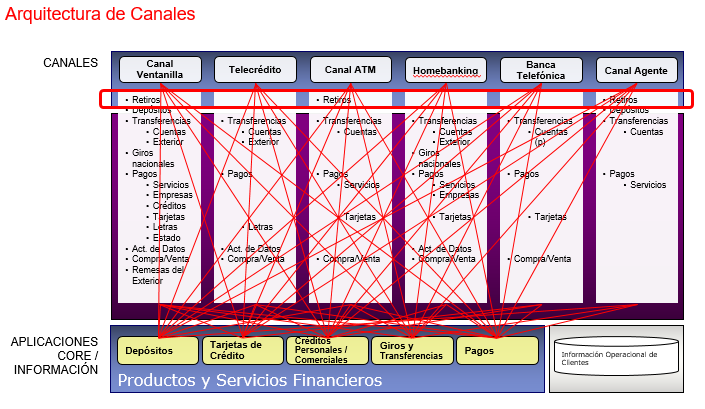 Arquitectura de Canales
CANALES
Canal
Ventanilla
Telecrédito
Canal ATM
Homebanking
Banca
Telefónica
Canal Agente
• Retiros
• Depósitos
• Transferencias
• Cuentas
• Exterior
• Giros
nacionales
• Pagos
• Servicios
• Empresas
• Créditos
• Tarjetas
• Letras
• Estado
• Act. de Datos
• Compra/Venta
• Remesas del
Exterior
• Transferencias
• Cuentas
• Exterior
• Pagos
• Letras
• Act. de Datos
• Compra/Venta
• Retiros
• Transferencias
• Cuentas
• Pagos
• Servicios
• Tarjetas
• Compra/Venta
• Transferencias
• Cuentas
• Exterior
• Giros
nacionales
• Pagos
• Servicios
• Empresas
• Tarjetas
• Act. de Datos
• Compra/Venta
• Transferencias
• Cuentas
(p)
• Pagos
• Tarjetas
• Compra/Venta
• Retiros
• Depósitos
• Transferencias
• Cuentas
• Pagos
• Servicios
APLICACIONES
CORE /
INFORMACIÓN
Depósitos
Tarjetas de
Crédito
Créditos
Personales /
Comerciales
Giros y
Transferencias
Pagos
Productos y Servicios Financieros
Información Operacional de
Clientes